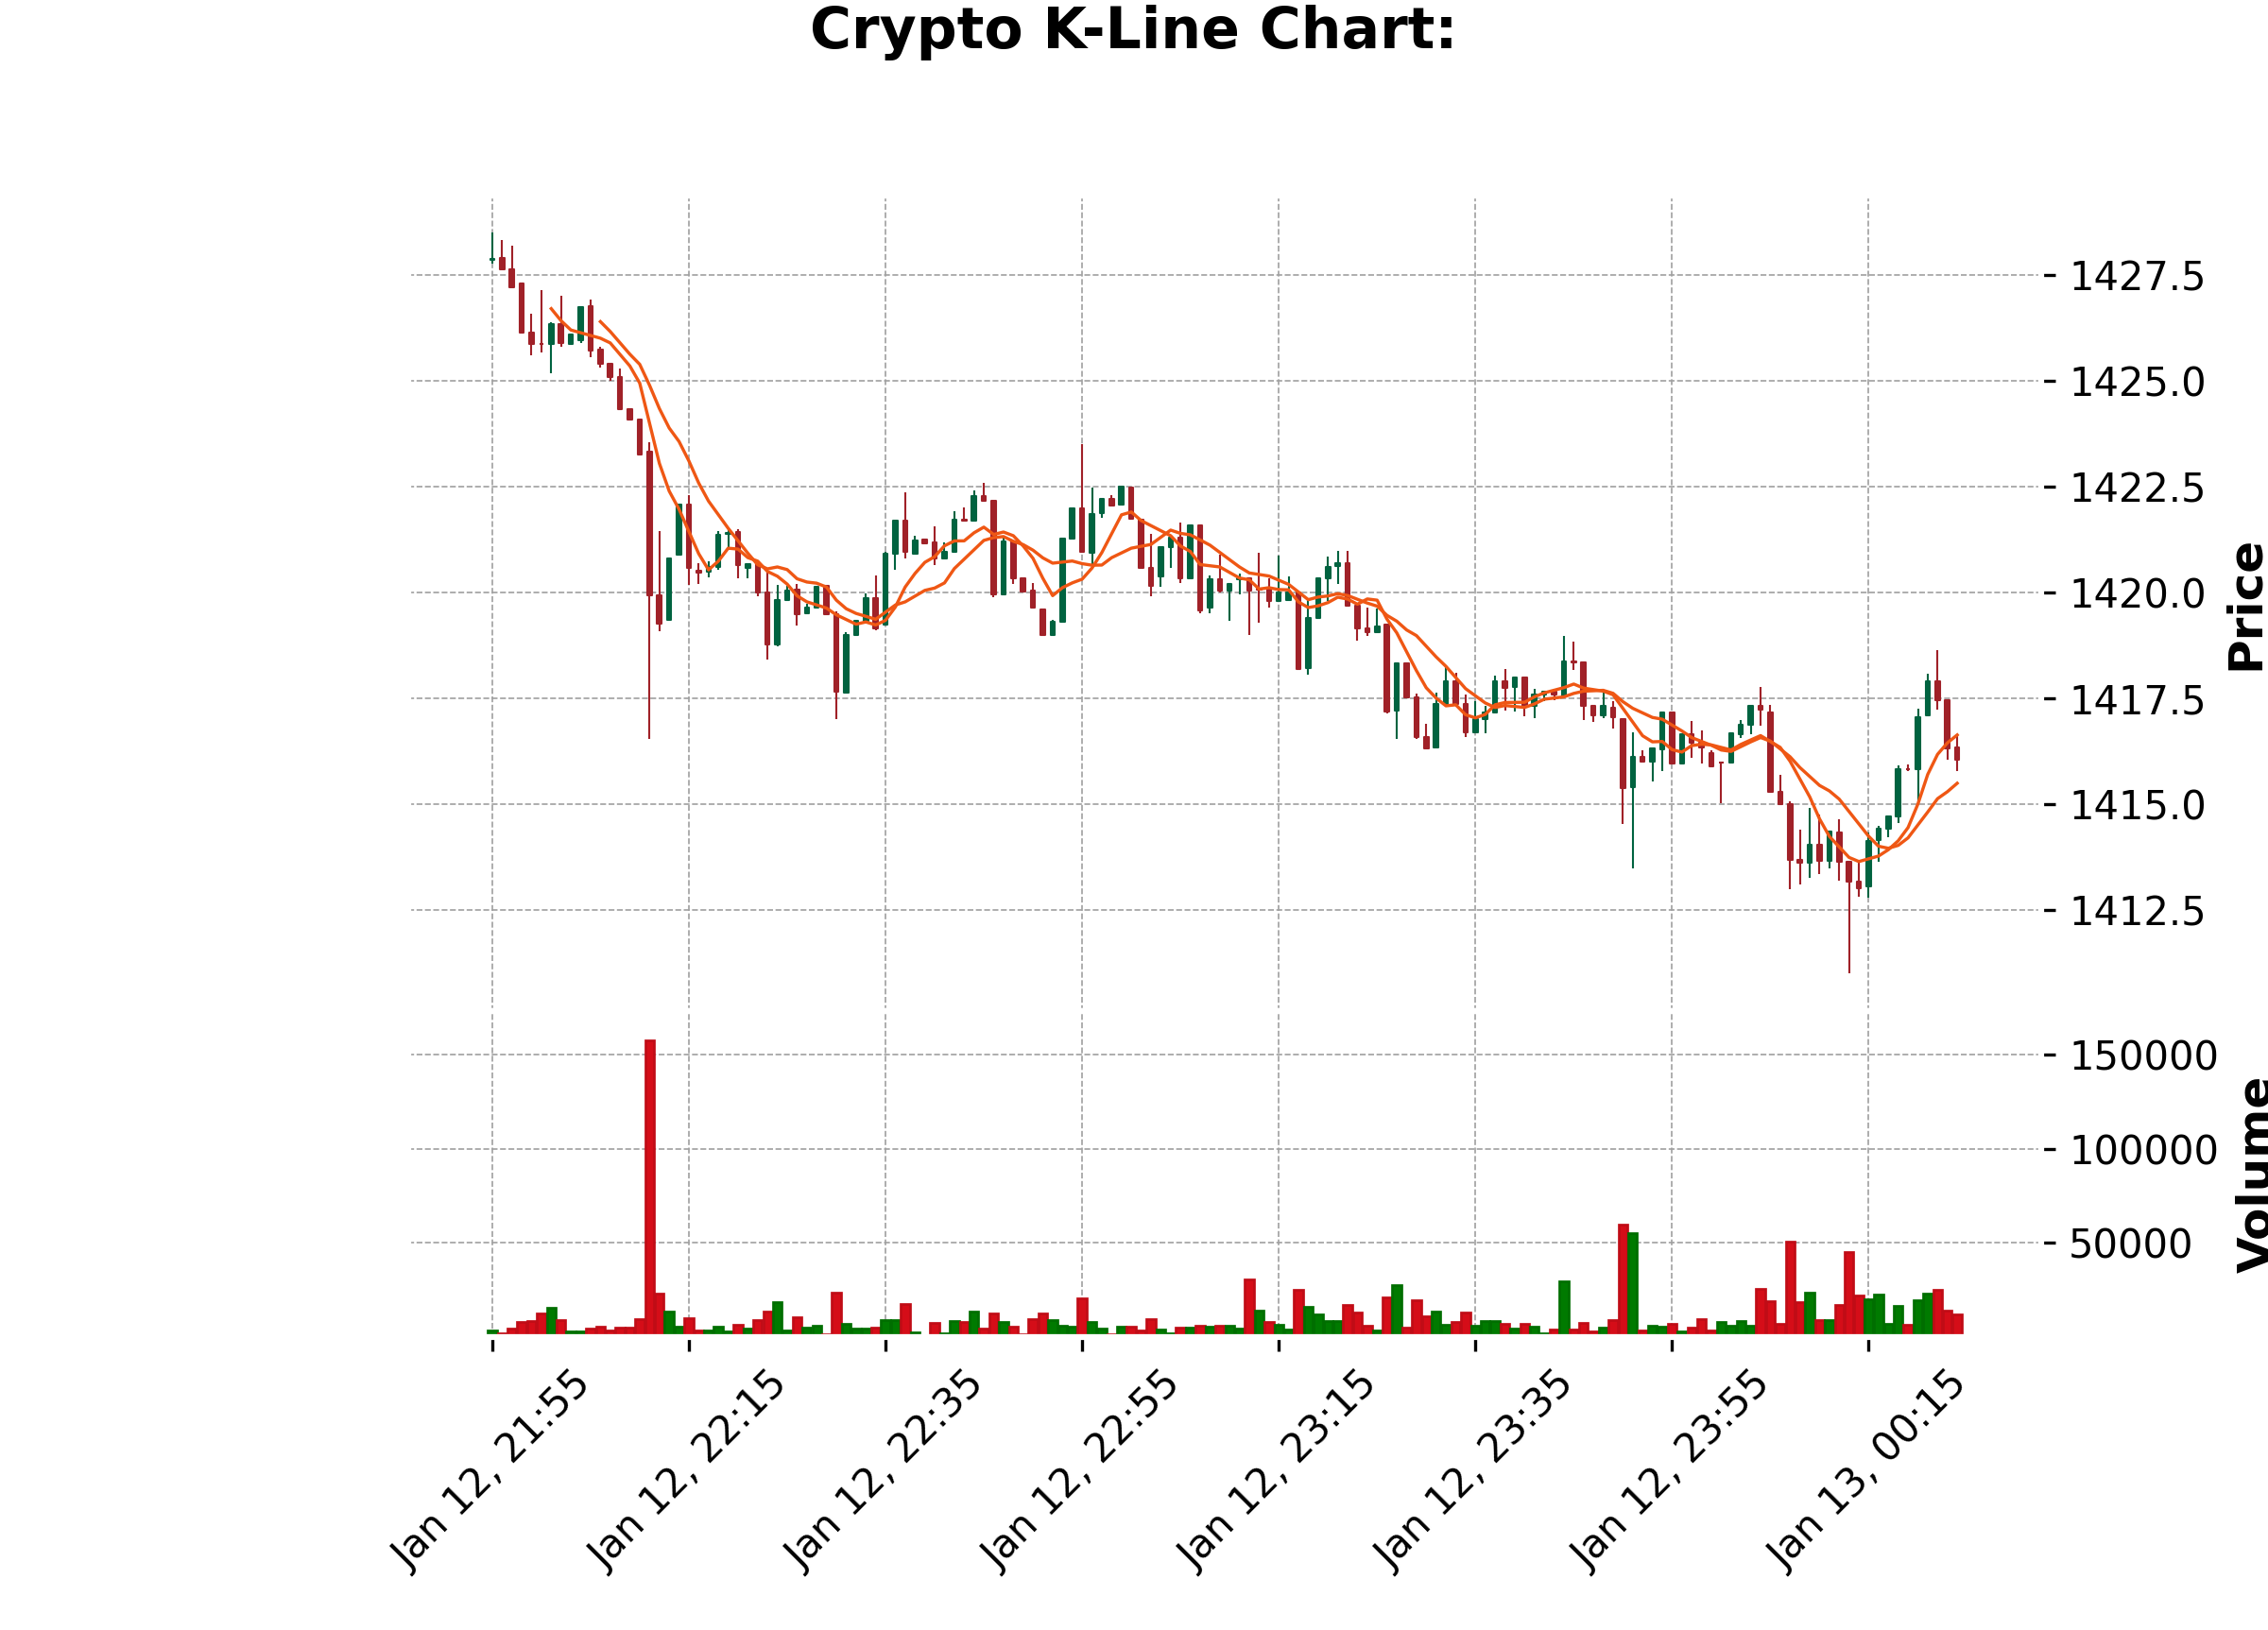 Crypto K-Line Chart:
1427.5
1425.0
1422.5
1420.0
1417.5
1415.0
1412.5
Price
150000
100000
50000
Volume
Jan 12, 21:55
Jan 12, 22:15
Jan 12, 22:35
Jan 12, 22:55
Jan 12, 23:15
Jan 12, 23:35
Jan 12, 23:55
Jan 13, 00:15